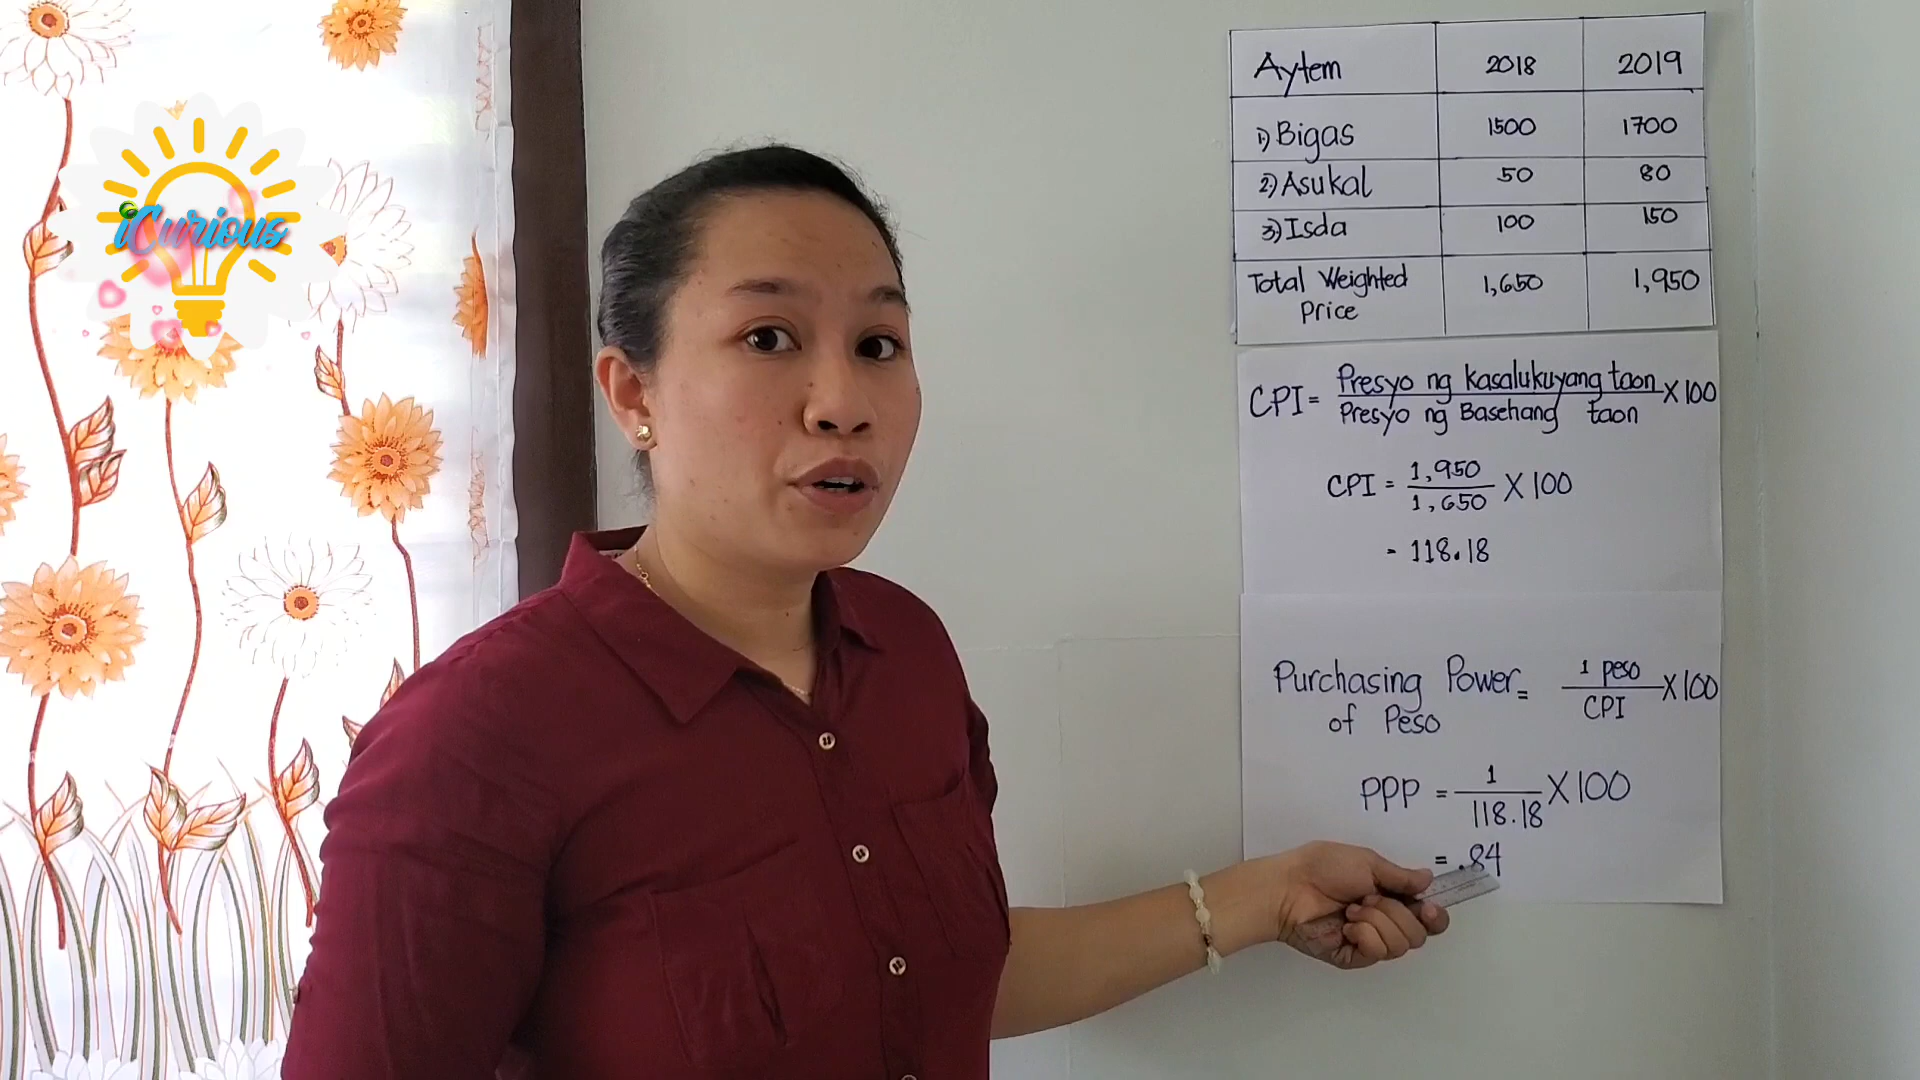 iCurious
Aytem 2018 2019
1) Bigas 1500 1700
2) Asukal 50 80
3) Isda 100 150
Total Weighted Price 1,650 1,950
CPI = Presyo ng kasalukuyang taon X 100
Presyo ng Basehang taon
CPI = 1,950 X 100
1,650
= 118.18
Purchasing Power = 1 peso X 100
of Peso CPI
PPP = 1 X 100
118.18
= .84